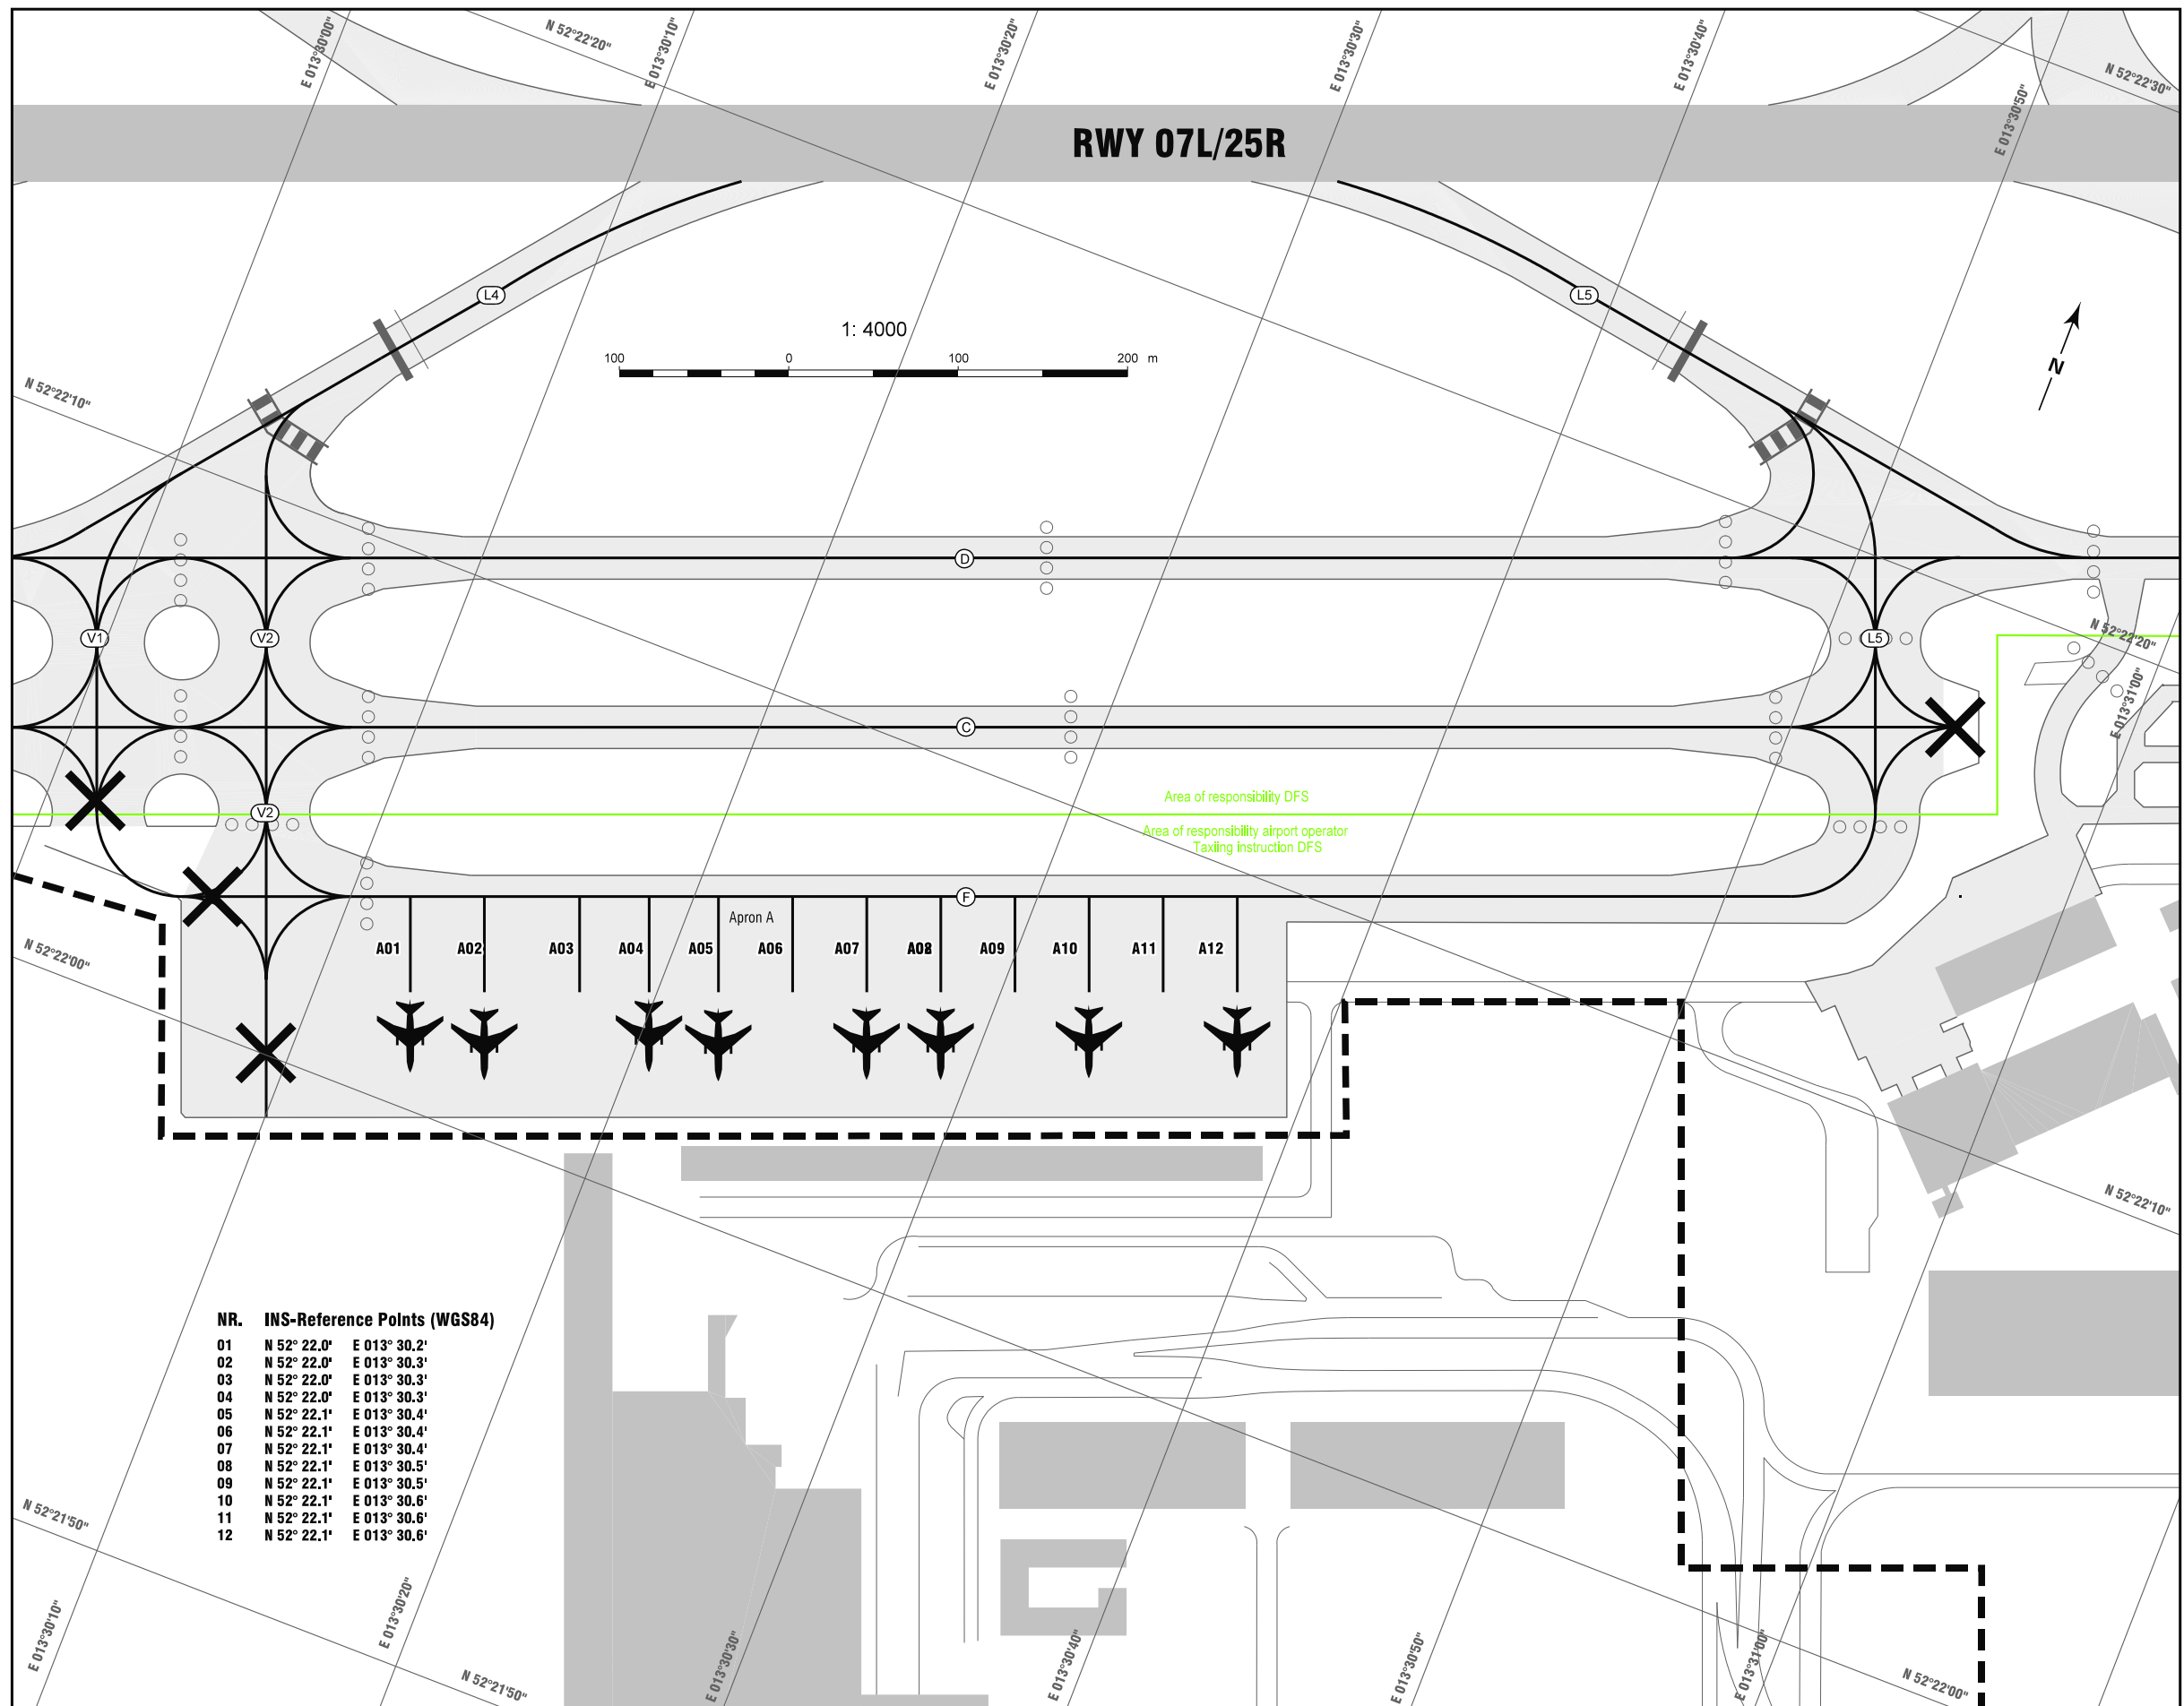 E 013°30'00"
N 52°22'20"
E 013°30'10"
E 013°30'20"
E 013°30'30"
E 013°30'40"
E 013°30'50"
N 52°22'30"
RWY 07L/25R
L4
L5
1: 4000
100 0 100 200 m
N
N 52°22'10"
D
V1
V2
L5
N 52°22'20"
E 013°31'00"
C
V2
Area of responsibility DFS
Area of responsibility airport operator
Taxiing instruction DFS
F
Apron A
A01 A02 A03 A04 A05 A06 A07 A08 A09 A10 A11 A12
N 52°22'00"
N 52°22'10"
NR. INS-Reference Points (WGS84)
01 N 52° 22.0' E 013° 30.2'
02 N 52° 22.0' E 013° 30.3'
03 N 52° 22.0' E 013° 30.3'
04 N 52° 22.0' E 013° 30.3'
05 N 52° 22.1' E 013° 30.4'
06 N 52° 22.1' E 013° 30.4'
07 N 52° 22.1' E 013° 30.4'
08 N 52° 22.1' E 013° 30.5'
09 N 52° 22.1' E 013° 30.5'
10 N 52° 22.1' E 013° 30.6'
11 N 52° 22.1' E 013° 30.6'
12 N 52° 22.1' E 013° 30.6'
N 52°21'50"
E 013°30'10"
E 013°30'20"
N 52°21'50"
E 013°30'30"
E 013°30'40"
E 013°30'50"
E 013°31'00"
N 52°22'00"